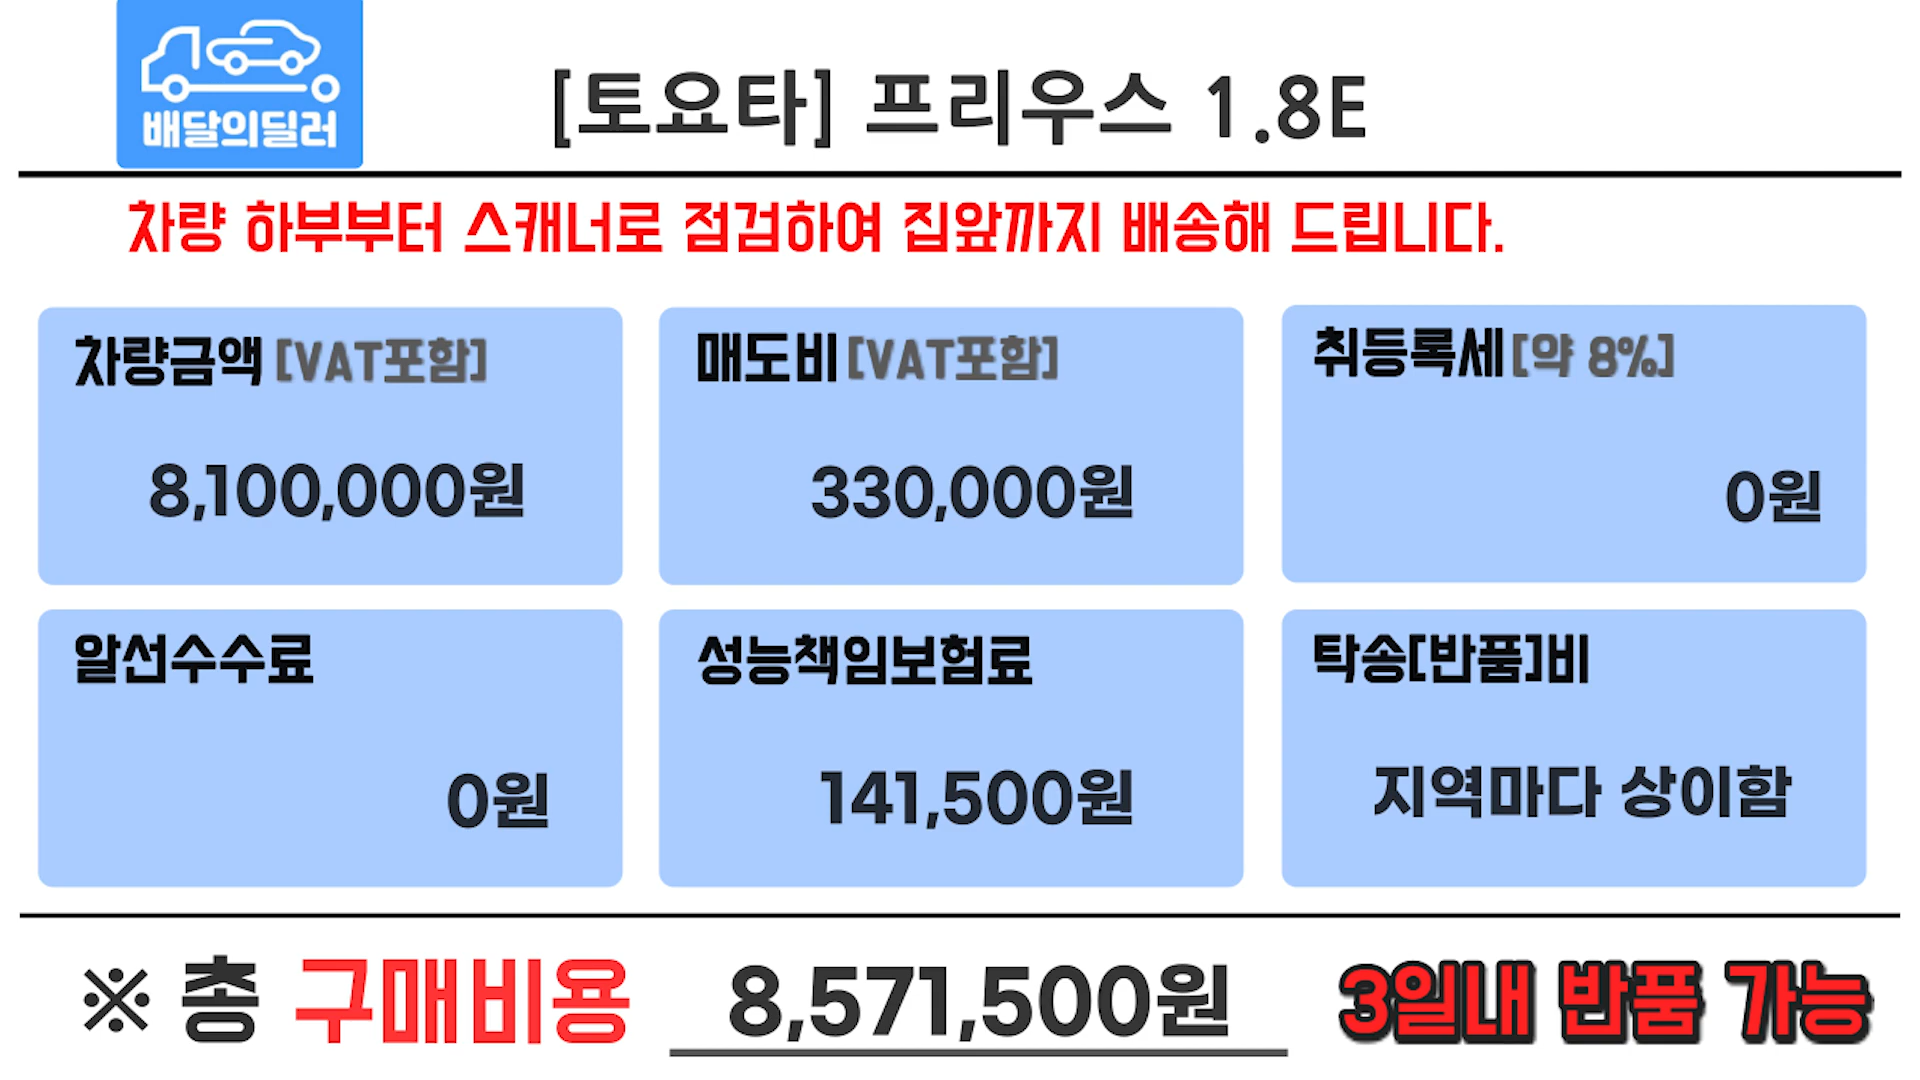 배달의딜러
[토요타] 프리우스 1.8E
차량 하부부터 스캐너로 점검하여 집앞까지 배송해 드립니다.
차량금액 [VAT포함]
8,100,000원
매도비 [VAT포함]
330,000원
취등록세 [약 8%]
0원
알선수수료
0원
성능책임보험료
141,500원
탁송[반품]비
지역마다 상이함
※ 총 구매비용 8,571,500원 3일내 반품 가능